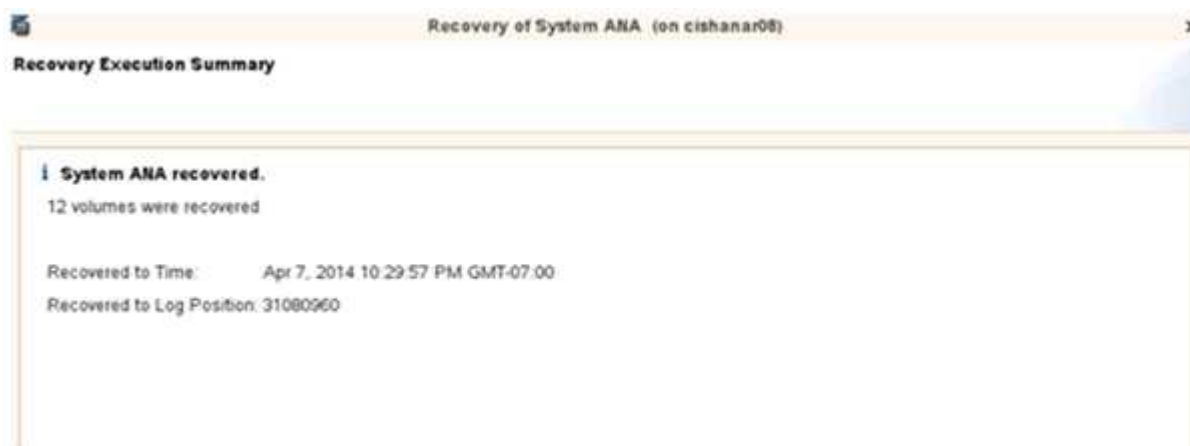 Recovery of System ANA (on cishanar08)
Recovery Execution Summary
i System ANA recovered.
12 volumes were recovered
Recovered to Time: Apr 7, 2014 10:29:57 PM GMT-07:00
Recovered to Log Position: 31080960